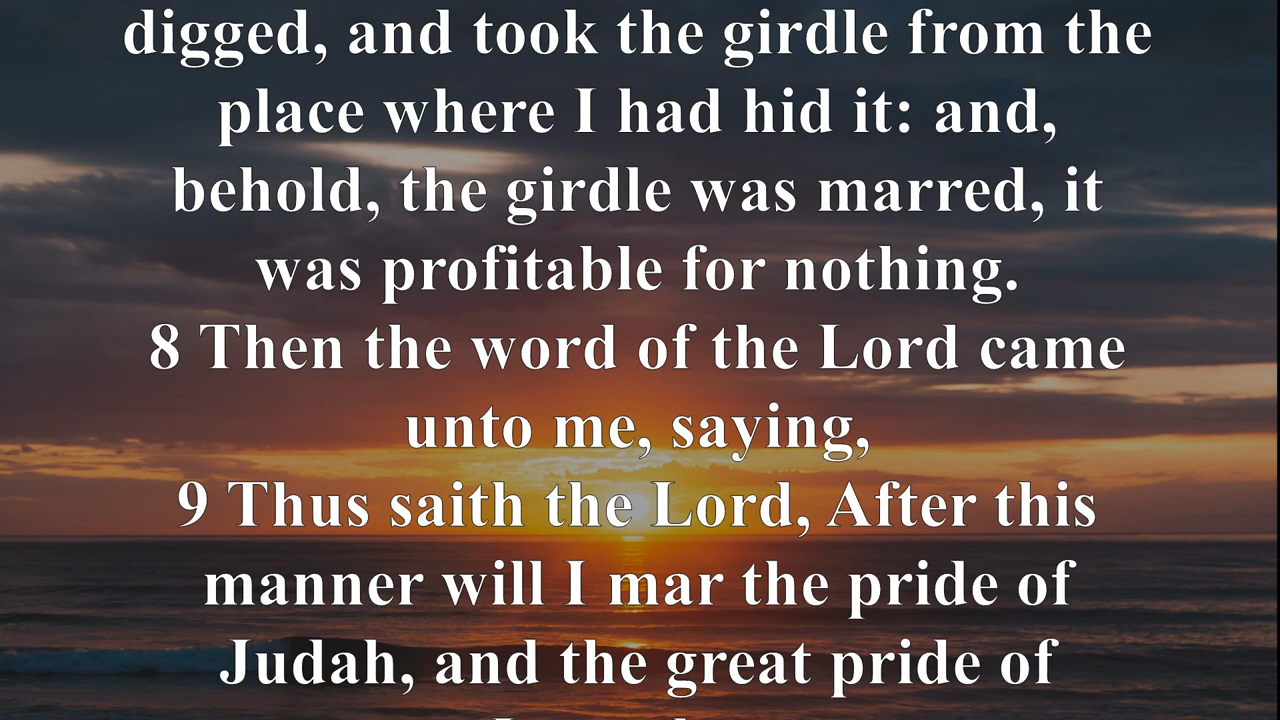 digged, and took the girdle from the
place where I had hid it: and,
behold, the girdle was marred, it
was profitable for nothing.
8 Then the word of the Lord came
unto me, saying,
9 Thus saith the Lord, After this
manner will I mar the pride of
Judah, and the great pride of